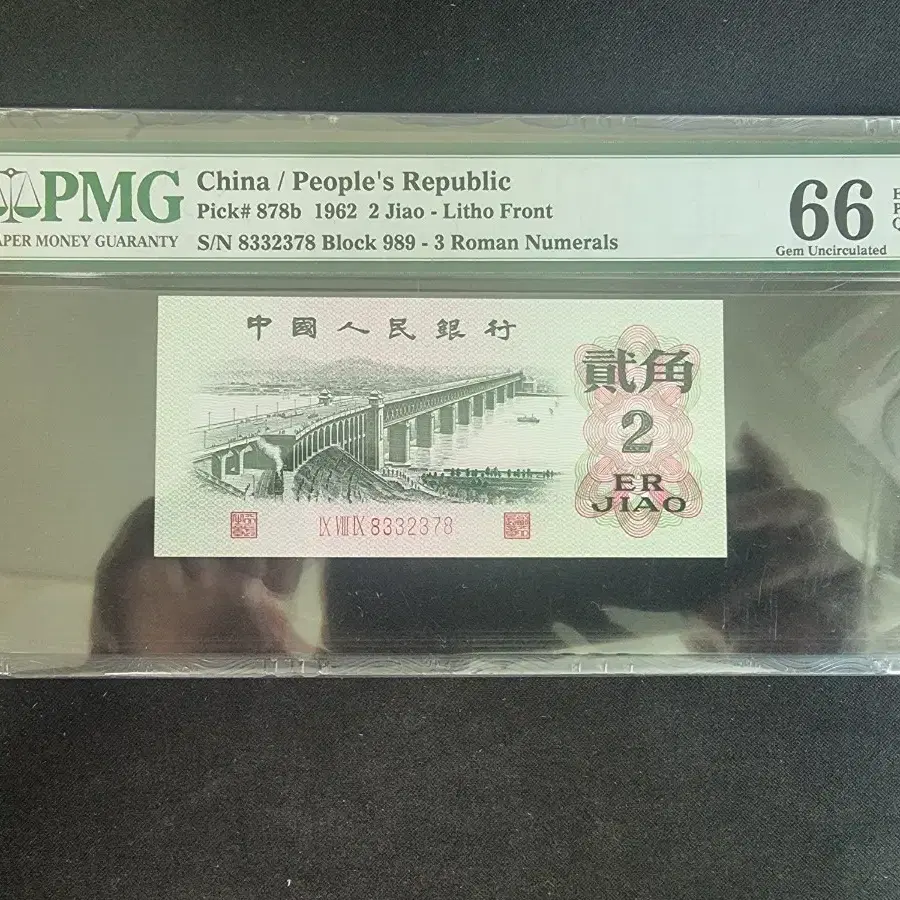 PMG
APER MONEY GUARANTY
China / People's Republic
Pick# 878b 1962 2 Jiao - Litho Front
S/N 8332378 Block 989 - 3 Roman Numerals
66
Gem Uncirculated
E
P
Q
中國人民銀行
貳角
2
ER
JIAO
IX VIII IX 8332378